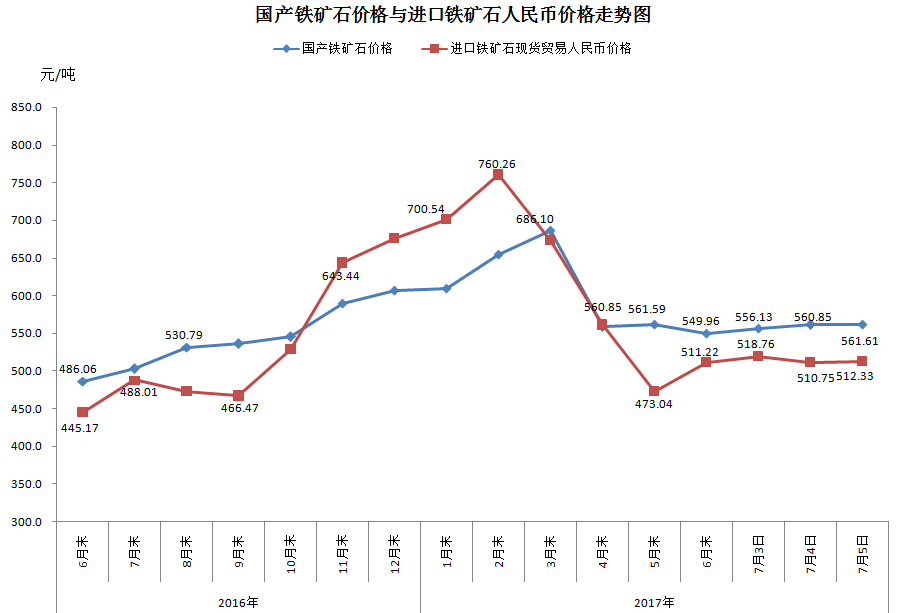 国产铁矿石价格与进口铁矿石人民币价格走势图
国产铁矿石价格 进口铁矿石现货贸易人民币价格
元/吨
850.0
800.0
750.0
700.0
650.0
600.0
550.0
500.0
450.0
400.0
350.0
300.0
486.06
530.79
686.10
561.59
549.96
556.13
560.85
561.61
445.17
488.01
466.47
643.44
700.54
760.26
560.85
473.04
511.22
518.76
510.75
512.33
6月末
7月末
8月末
9月末
10月末
11月末
12月末
1月末
2月末
3月末
4月末
5月末
6月末
7月3日
7月4日
7月5日
2016年 2017年